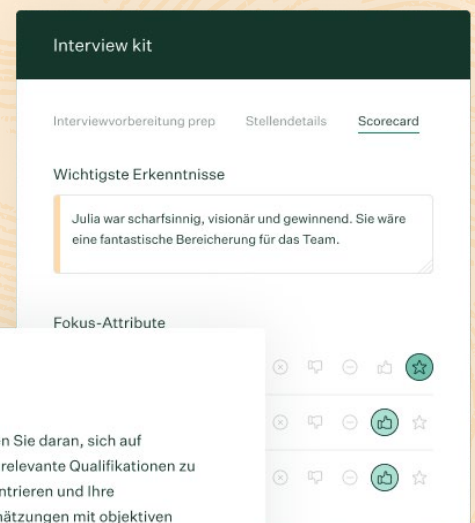 Interview kit
Interviewvorbereitung prep Stellendetails Scorecard
Wichtigste Erkenntnisse
Julia war scharfsinnig, visionär und gewinnend. Sie wäre
eine fantastische Bereicherung für das Team.
Fokus-Attribute
Sie daran, sich auf
relevante Qualifikationen zu
und Ihre
mit objektiven